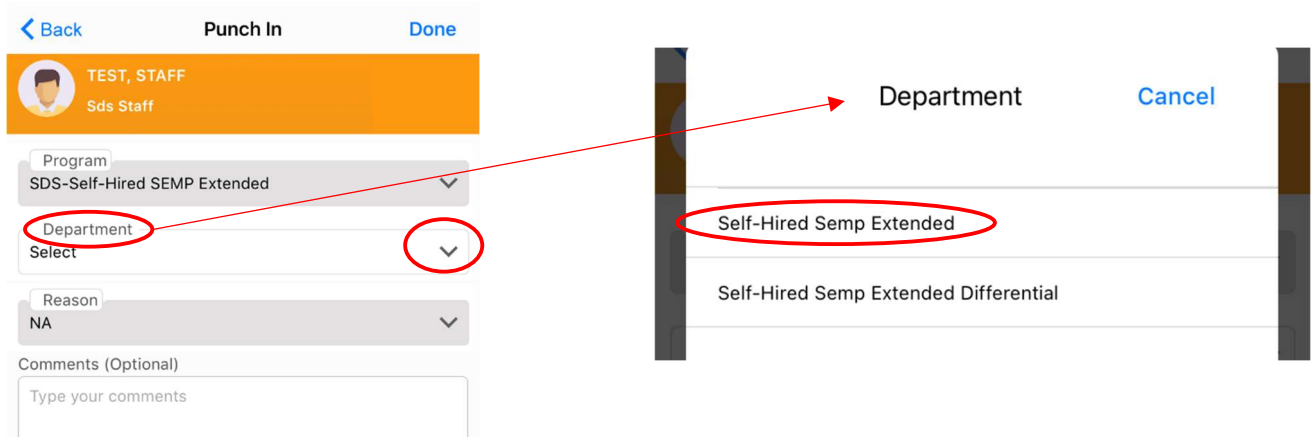 Back Punch In Done
TEST, STAFF
Sds Staff
Program
SDS-Self-Hired SEMP Extended
Department
Select
Reason
NA
Comments (Optional)
Type your comments
Department Cancel
Self-Hired Semp Extended
Self-Hired Semp Extended Differential